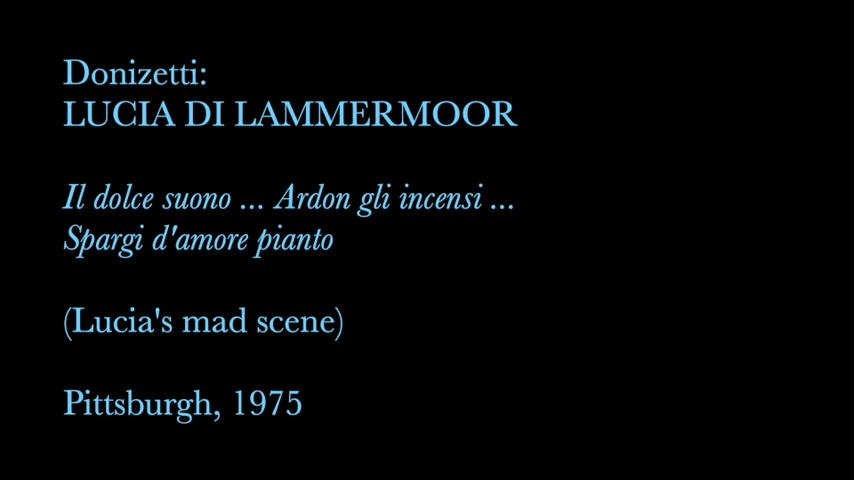 Donizetti:
LUCIA DI LAMMERMOOR
Il dolce suono ... Ardon gli incensi ...
Spargi d'amore pianto
(Lucia's mad scene)
Pittsburgh, 1975